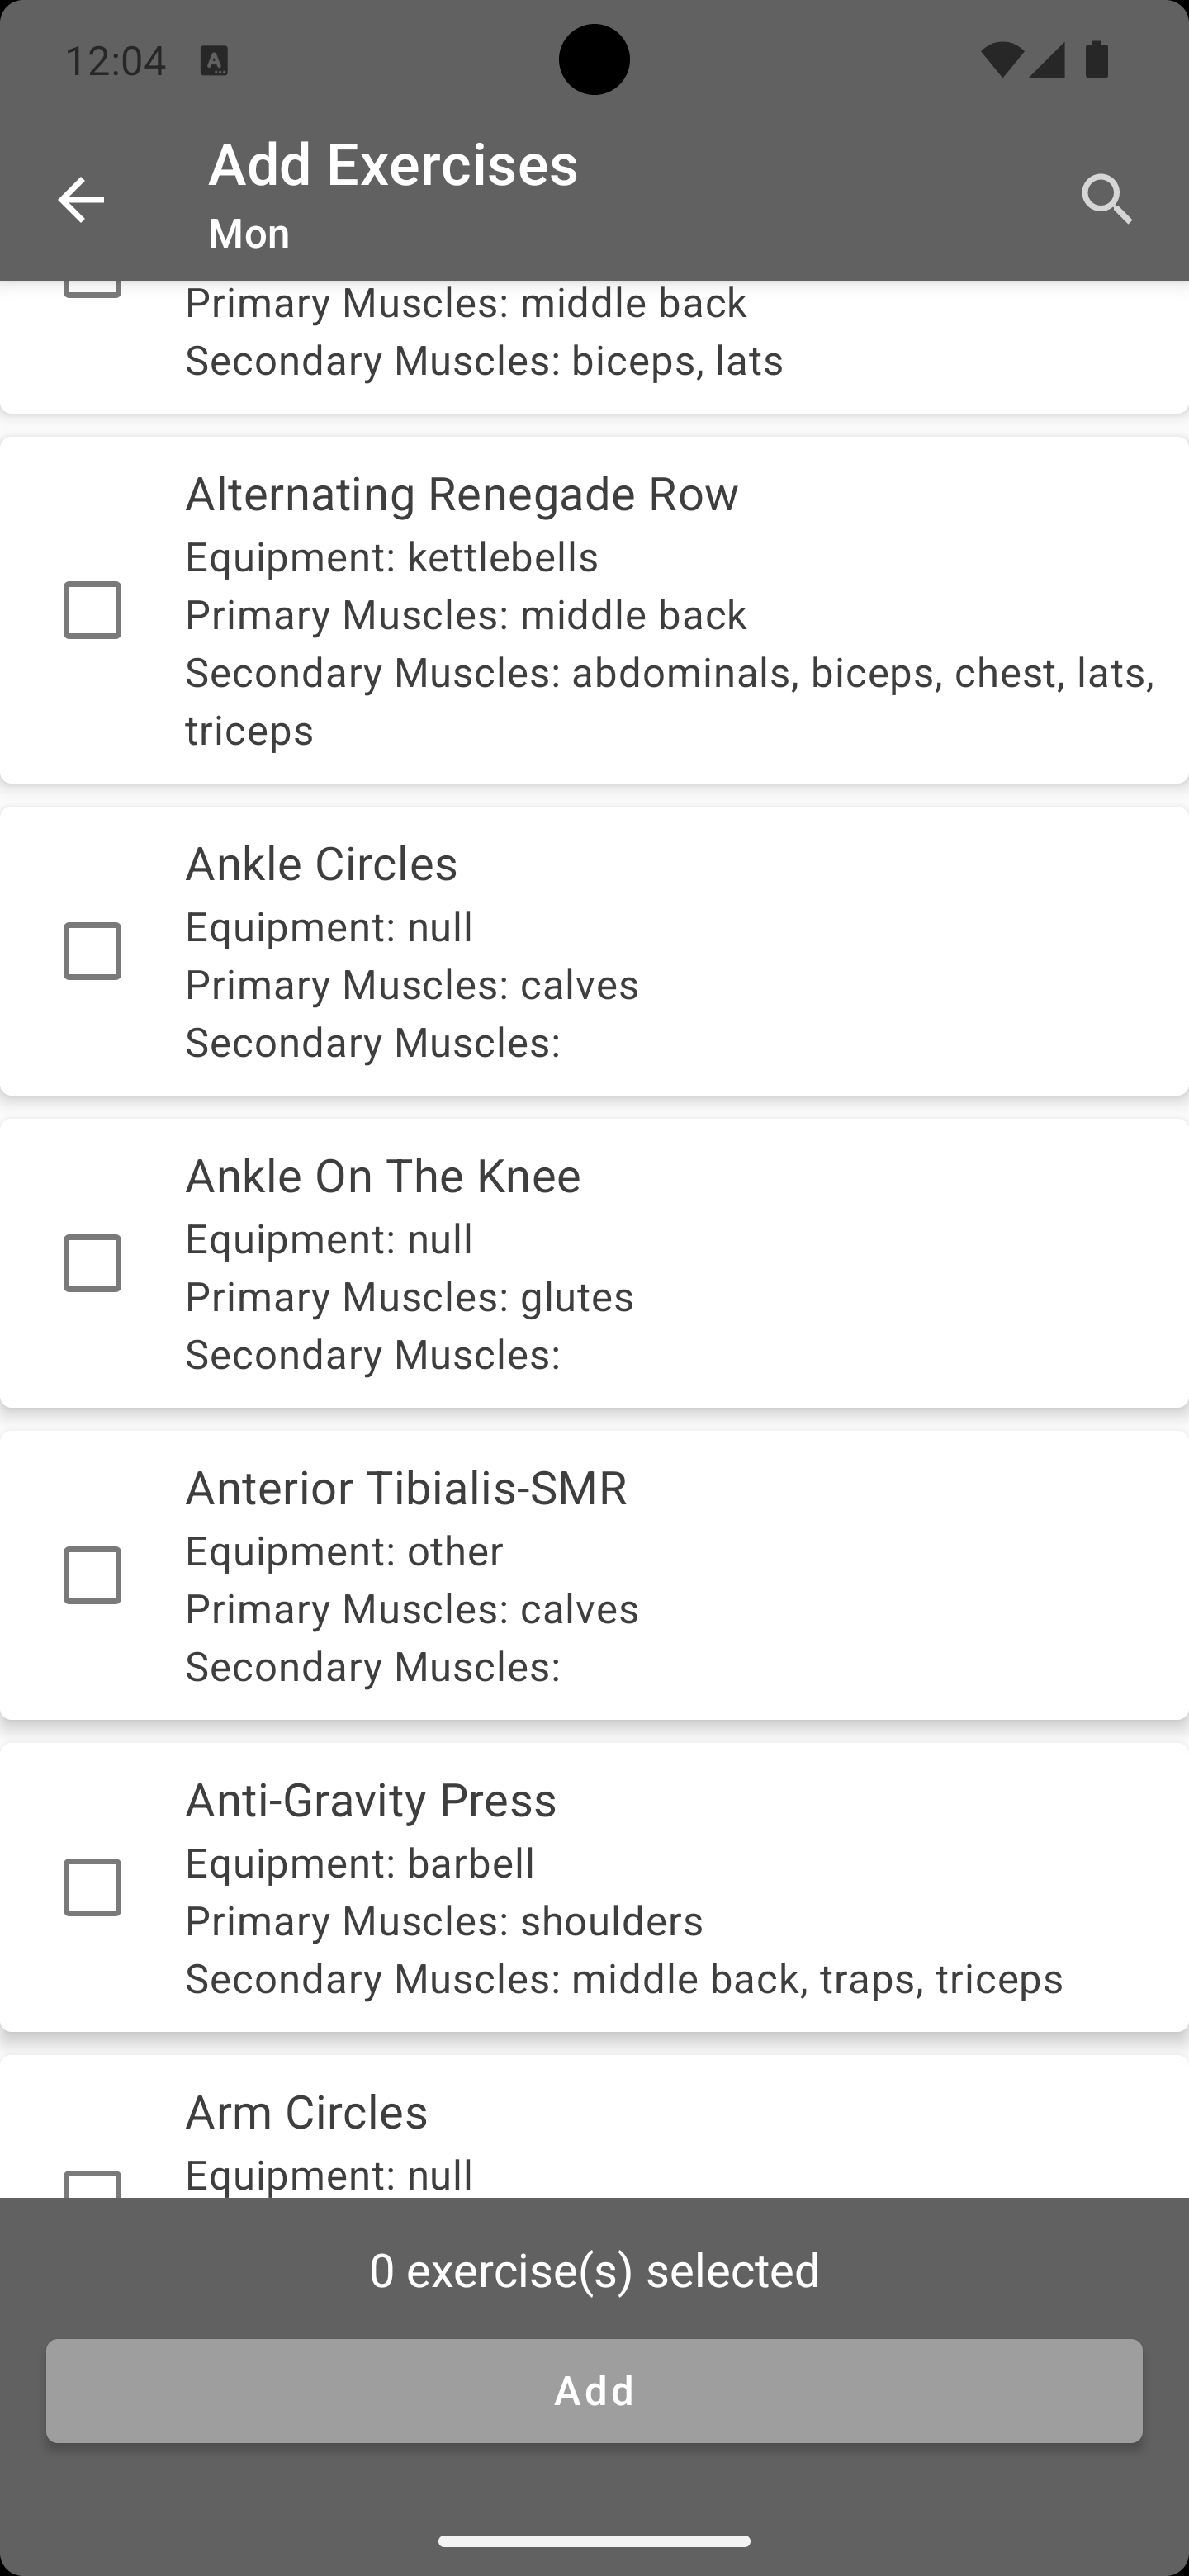 12:04
Add Exercises
Mon
Primary Muscles: middle back
Secondary Muscles: biceps, lats
Alternating Renegade Row
Equipment: kettlebells
Primary Muscles: middle back
Secondary Muscles: abdominals, biceps, chest, lats,
triceps
Ankle Circles
Equipment: null
Primary Muscles: calves
Secondary Muscles:
Ankle On The Knee
Equipment: null
Primary Muscles: glutes
Secondary Muscles:
Anterior Tibialis-SMR
Equipment: other
Primary Muscles: calves
Secondary Muscles:
Anti-Gravity Press
Equipment: barbell
Primary Muscles: shoulders
Secondary Muscles: middle back, traps, triceps
Arm Circles
Equipment: null
0 exercise(s) selected
Add